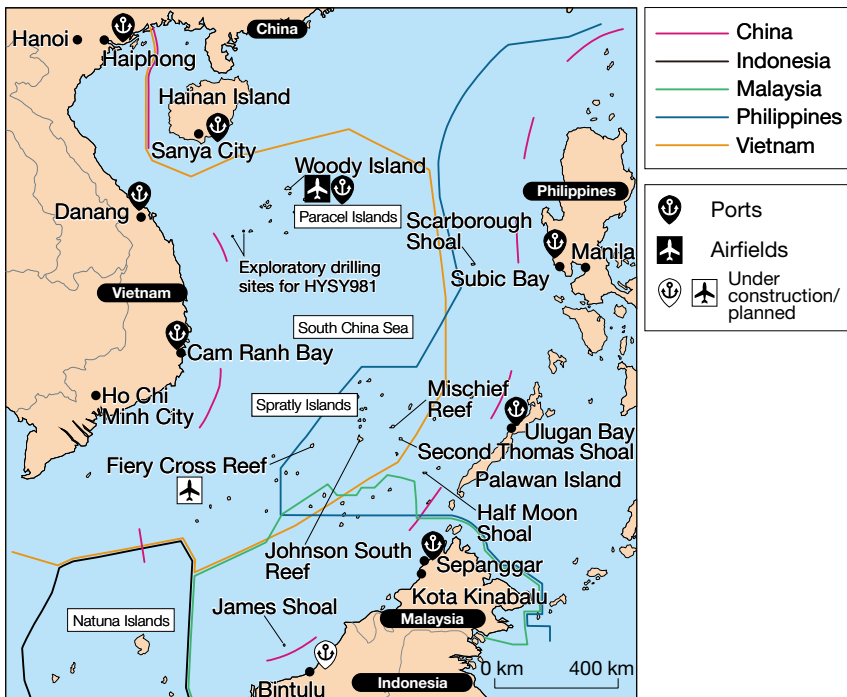 Hanoi
Haiphong
China
Hainan Island
Sanya City
Woody Island
Paracel Islands
Philippines
Danang
Scarborough
Shoal
Subic Bay
Manila
Exploratory drilling
sites for HYSY981
Vietnam
South China Sea
Cam Ranh Bay
Ho Chi
Minh City
Spratly Islands
Mischief
Reef
Ulugan Bay
Second Thomas Shoal
Fiery Cross Reef
Palawan Island
Half Moon
Shoal
Johnson South
Reef
Sepanggar
Kota Kinabalu
James Shoal
Malaysia
Natuna Islands
Bintulu
Indonesia
0 km 400 km
China
Indonesia
Malaysia
Philippines
Vietnam
Ports
Airfields
Under
construction/
planned